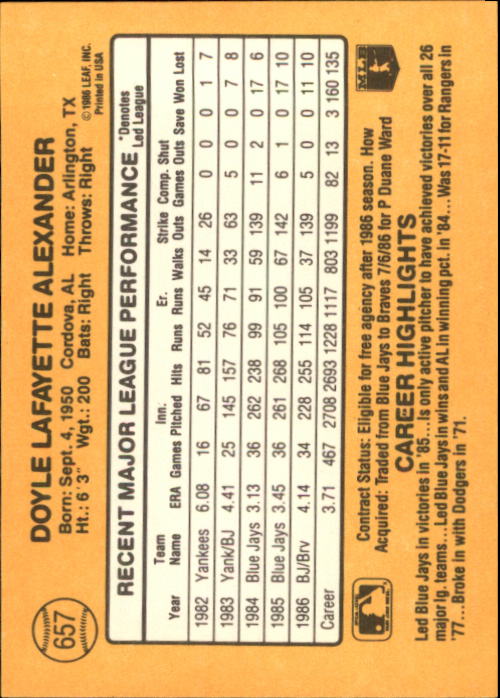 657
DOYLE LAFAYETTE ALEXANDER
Born: Sept. 4, 1950 Cordova, AL Home: Arlington, TX
Ht.: 6'3" Wgt.: 200 Bats: Right Throws: Right
© 1986 LEAF, INC.
Printed in USA
RECENT MAJOR LEAGUE PERFORMANCE *Denotes Led League
Year Team Name ERA Games Inn. Pitched Hits Runs Er. Runs Walks Strike Outs Comp. Games Shut Outs Save Won Lost
1982 Yankees 6.08 16 67 81 52 45 14 26 0 0 0 1 7
1983 Yank/BJ 4.41 25 145 157 76 71 33 63 5 0 0 7 8
1984 Blue Jays 3.13 36 262 238 99 91 59 139 11 2 0 17 6
1985 Blue Jays 3.45 36 261 268 105 100 67 142 6 1 0 17 10
1986 BJ/Brv 4.14 34 228 255 114 105 37 139 5 0 0 11 10
Career 3.71 467 2708 2693 1228 1117 803 1199 82 13 3 160 135
Contract Status: Eligible for free agency after 1986 season. How
Acquired: Traded from Blue Jays to Braves 7/6/86 for P Duane Ward
CAREER HIGHLIGHTS
Led Blue Jays in victories in '85...Is only active pitcher to have achieved victories over all 26
major lg. teams...Led Blue Jays in wins and AL in winning pct. in '84...Was 17-11 for Rangers in
'77...Broke in with Dodgers in '71.